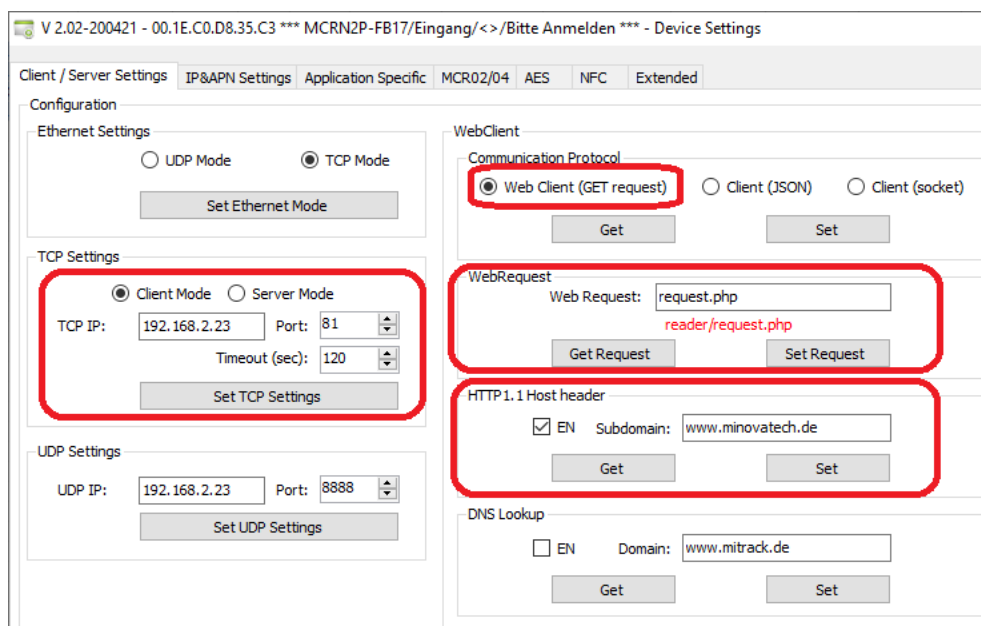 V 2.02-200421 - 00.1E.C0.D8.35.C3 *** MCRN2P-FB17/Eingang/<>/Bitte Anmelden *** - Device Settings
Client / Server Settings IP&APN Settings Application Specific MCR02/04 AES NFC Extended
Configuration
Ethernet Settings
UDP Mode TCP Mode
Set Ethernet Mode
TCP Settings
Client Mode Server Mode
TCP IP: 192.168.2.23 Port: 81
Timeout (sec): 120
Set TCP Settings
UDP Settings
UDP IP: 192.168.2.23 Port: 8888
Set UDP Settings
WebClient
Communication Protocol
Web Client (GET request) Client (JSON) Client (socket)
Get Set
WebRequest
Web Request: request.php
reader/request.php
Get Request Set Request
HTTP1.1 Host header
EN Subdomain: www.minovatech.de
Get Set
DNS Lookup
EN Domain: www.mitrack.de
Get Set